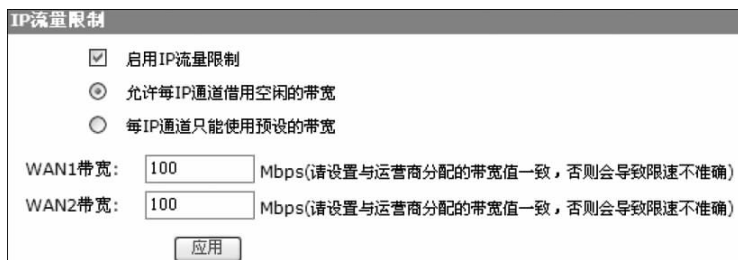 IP流量限制
启用IP流量限制
允许每IP通道借用空闲的带宽
每IP通道只能使用预设的带宽
WAN1带宽: 100 Mbps(请设置与运营商分配的带宽值一致，否则会导致限速不准确)
WAN2带宽: 100 Mbps(请设置与运营商分配的带宽值一致，否则会导致限速不准确)
应用